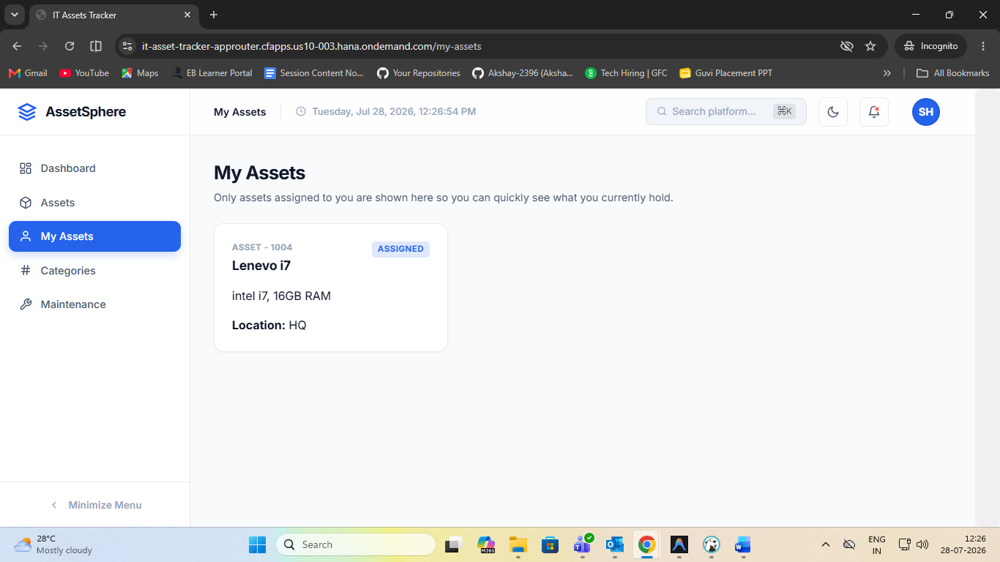 IT Assets Tracker
it-asset-tracker-approuter.cfapps.us10-003.hana.ondemand.com/my-assets
Incognito
Gmail
YouTube
Maps
EB Learner Portal
Session Content No...
Your Repositories
Akshay-2396 (Aksha...
Tech Hiring | GFC
Guvi Placement PPT
All Bookmarks
AssetSphere
My Assets
Tuesday, Jul 28, 2026, 12:26:54 PM
Search platform...
⌘K
SH
Dashboard
Assets
My Assets
Categories
Maintenance
Minimize Menu
My Assets
Only assets assigned to you are shown here so you can quickly see what you currently hold.
ASSET - 1004
ASSIGNED
Lenevo i7
intel i7, 16GB RAM
Location: HQ
28°C
Mostly cloudy
Search
M365
ENG
IN
12:26
28-07-2026